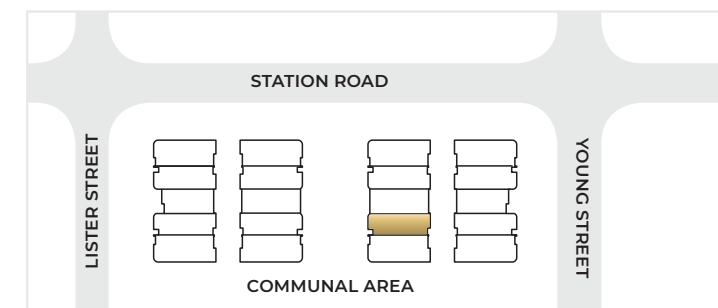 STATION ROAD
LISTER STREET
YOUNG STREET
COMMUNAL AREA